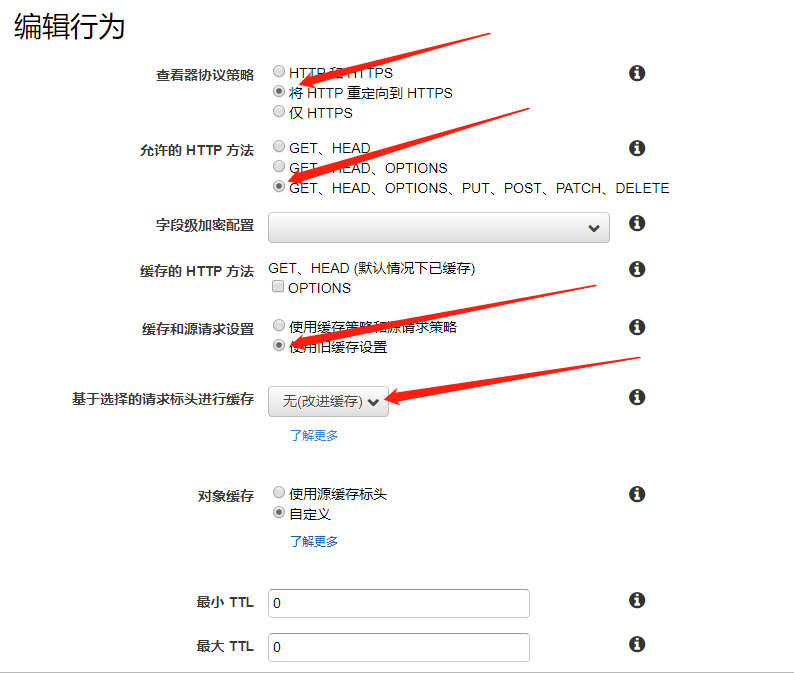 编辑行为
查看器协议策略
HTTP 和 HTTPS
将 HTTP 重定向到 HTTPS
仅 HTTPS
允许的 HTTP 方法
GET、HEAD
GET、HEAD、OPTIONS
GET、HEAD、OPTIONS、PUT、POST、PATCH、DELETE
字段级加密配置
缓存的 HTTP 方法
GET、HEAD (默认情况下已缓存)
OPTIONS
缓存和源请求设置
使用缓存策略和源请求策略
使用旧缓存设置
基于选择的请求标头进行缓存
无(改进缓存)
了解更多
对象缓存
使用源缓存标头
自定义
了解更多
最小 TTL
0
最大 TTL
0